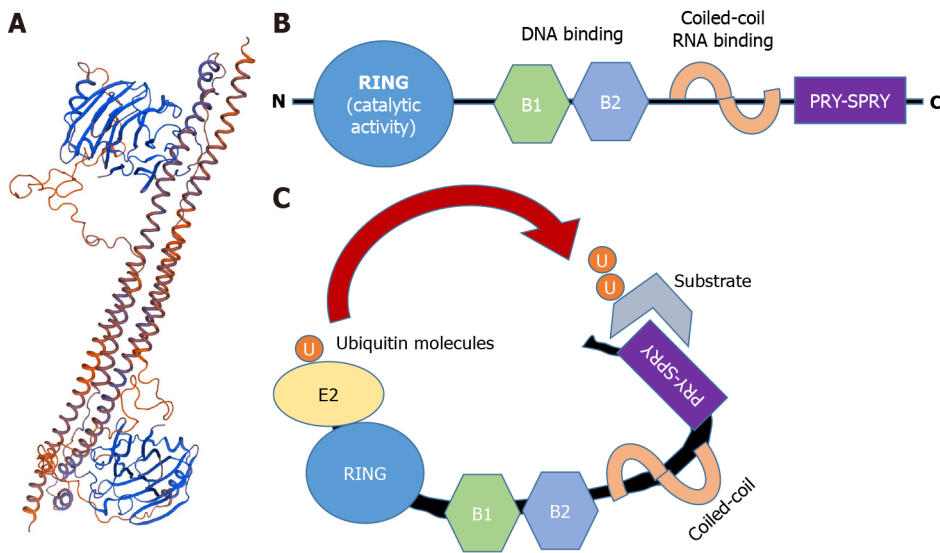 A
B
DNA binding
Coiled-coil
RNA binding
N
RING
(catalytic
activity)
B1
B2
PRY-SPRY
C
C
U
U
Substrate
U
Ubiquitin molecules
PRY-SPRY
E2
RING
B1
B2
Coiled-coil